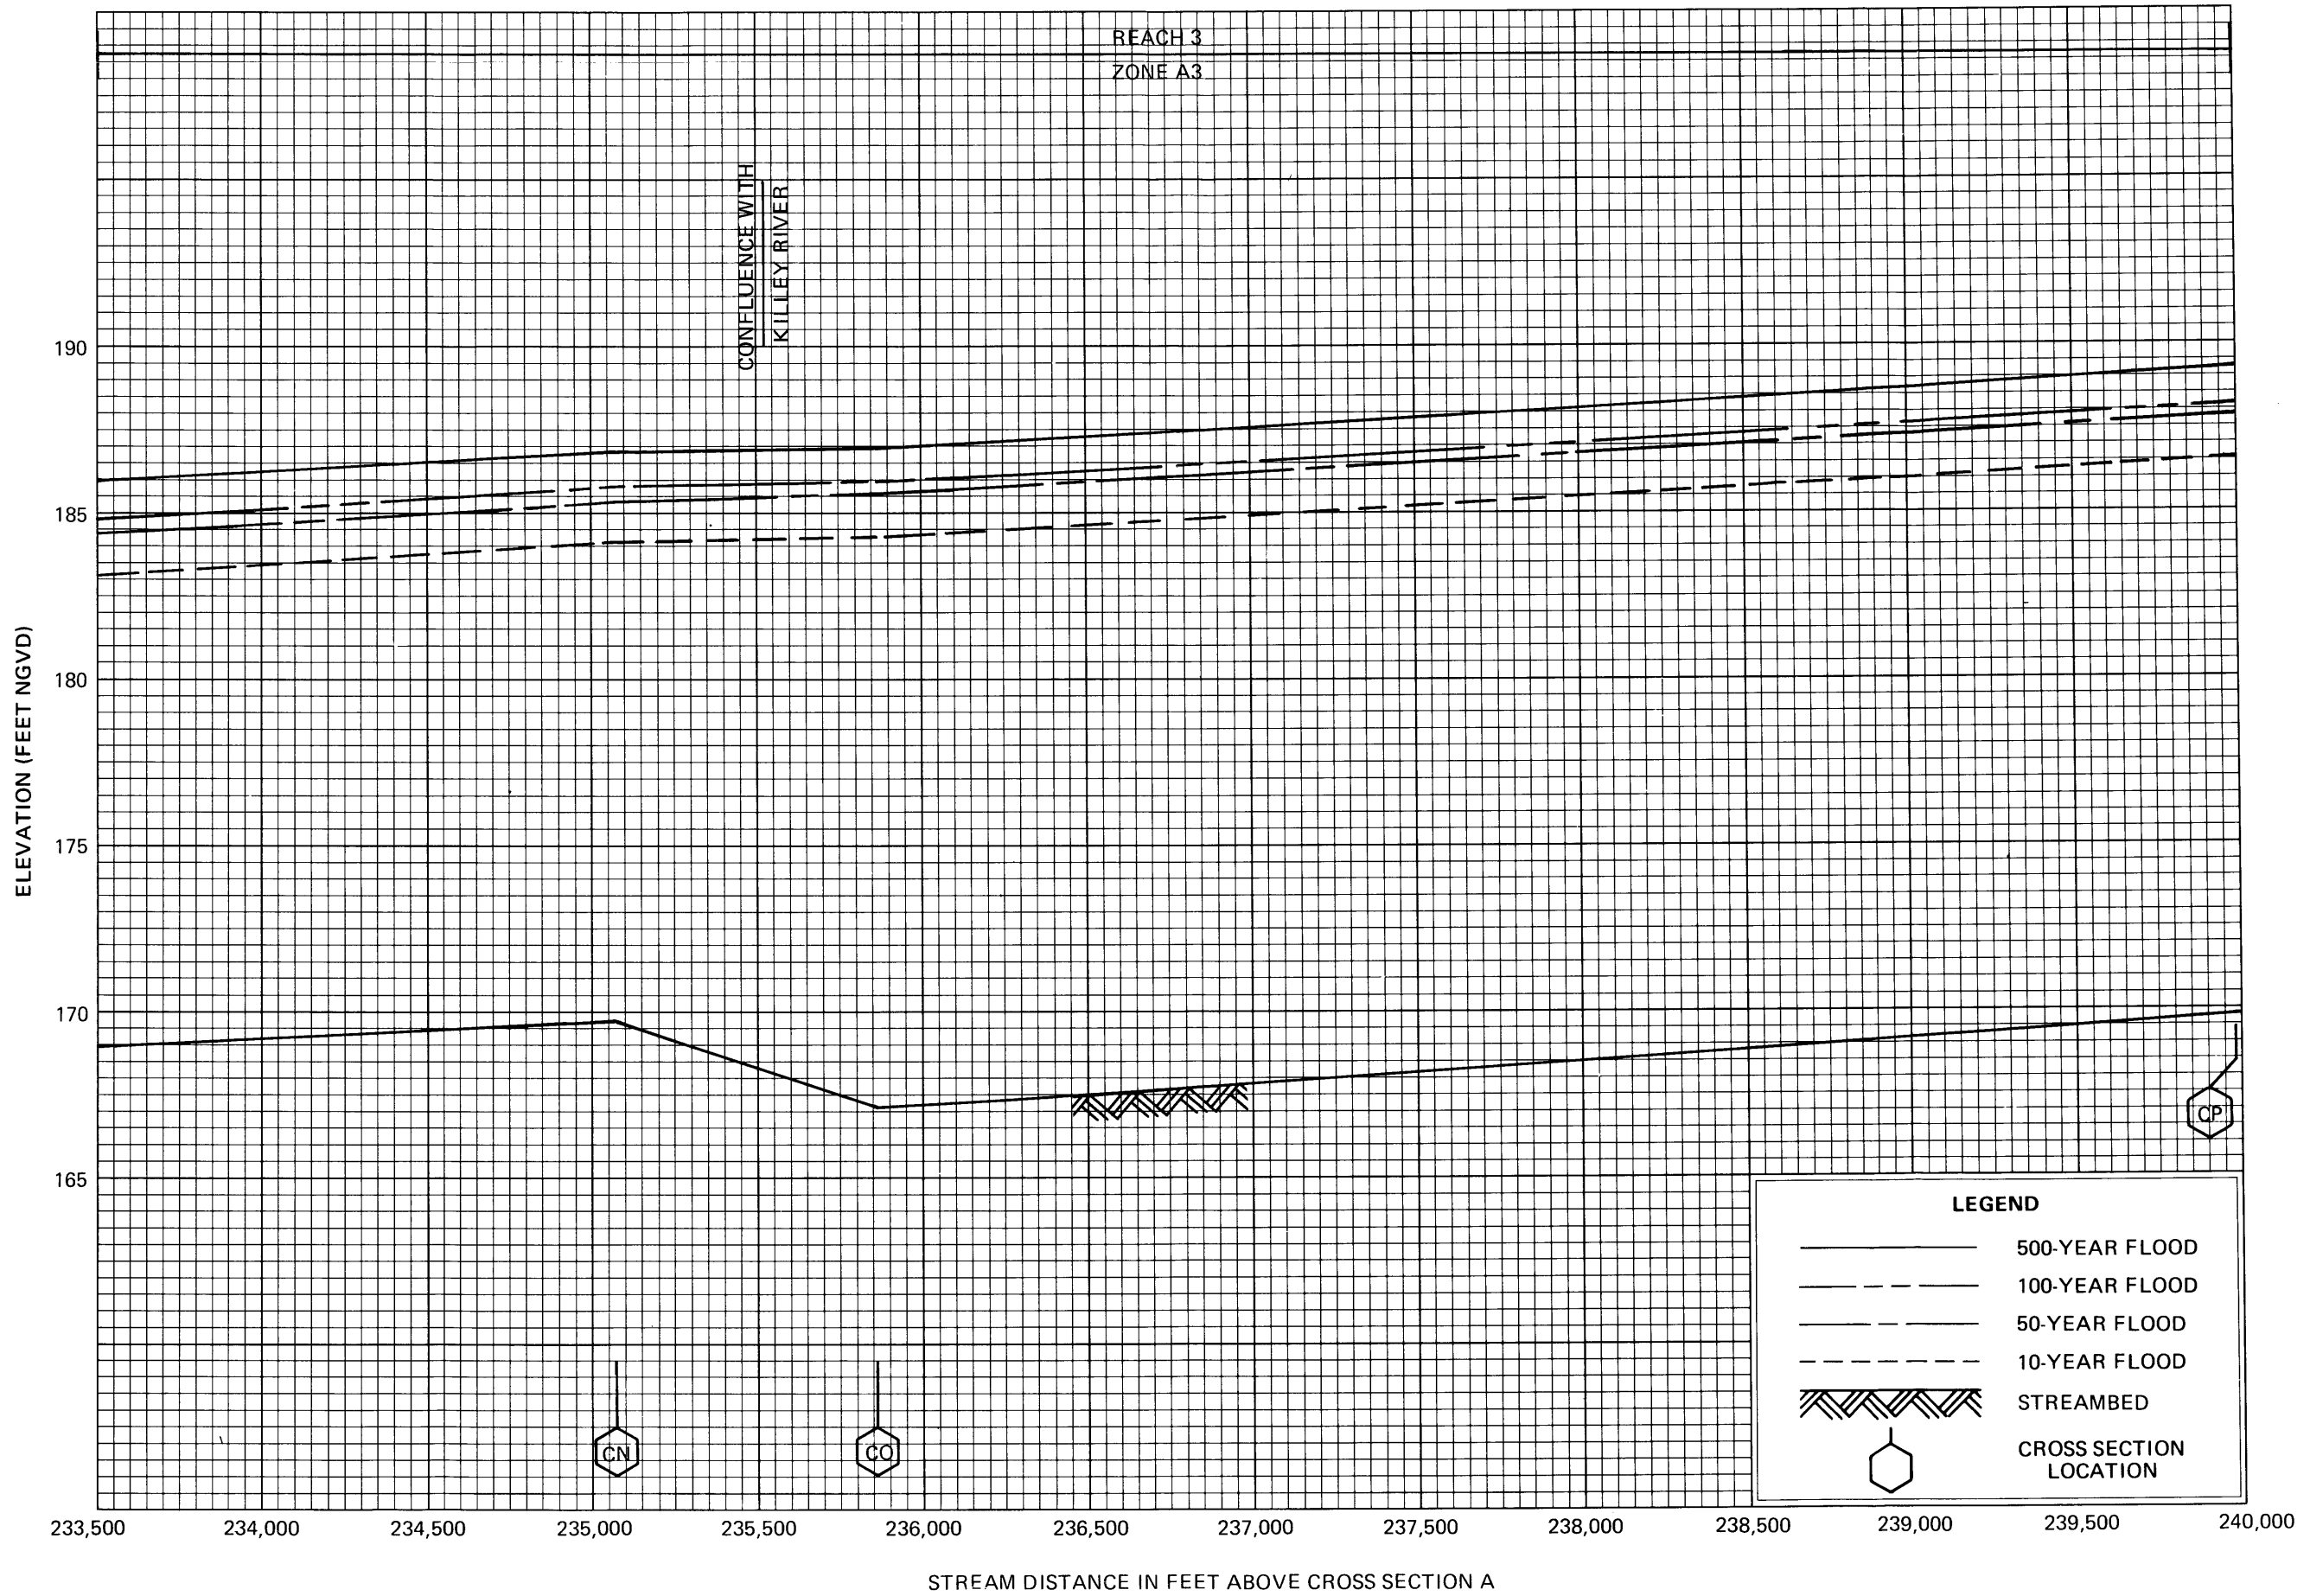 REACH 3
ZONE A3
CONFLUENCE WITH
KILLEY RIVER
ELEVATION (FEET NGVD)
190
185
180
175
170
165
CN
CO
CP
LEGEND
500-YEAR FLOOD
100-YEAR FLOOD
50-YEAR FLOOD
10-YEAR FLOOD
STREAMBED
CROSS SECTION
LOCATION
233,500
234,000
234,500
235,000
235,500
236,000
236,500
237,000
237,500
238,000
238,500
239,000
239,500
240,000
STREAM DISTANCE IN FEET ABOVE CROSS SECTION A